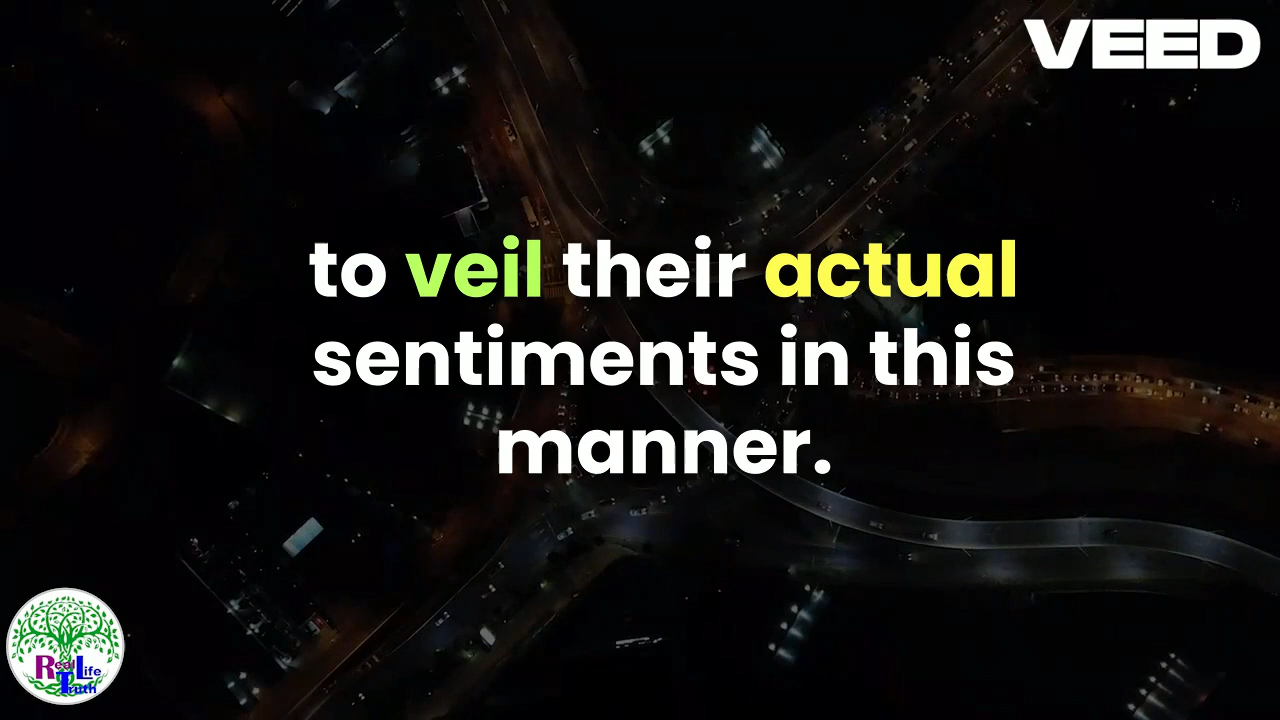 VEED
to veil their actual
sentiments in this
manner.
Real Life
Truth